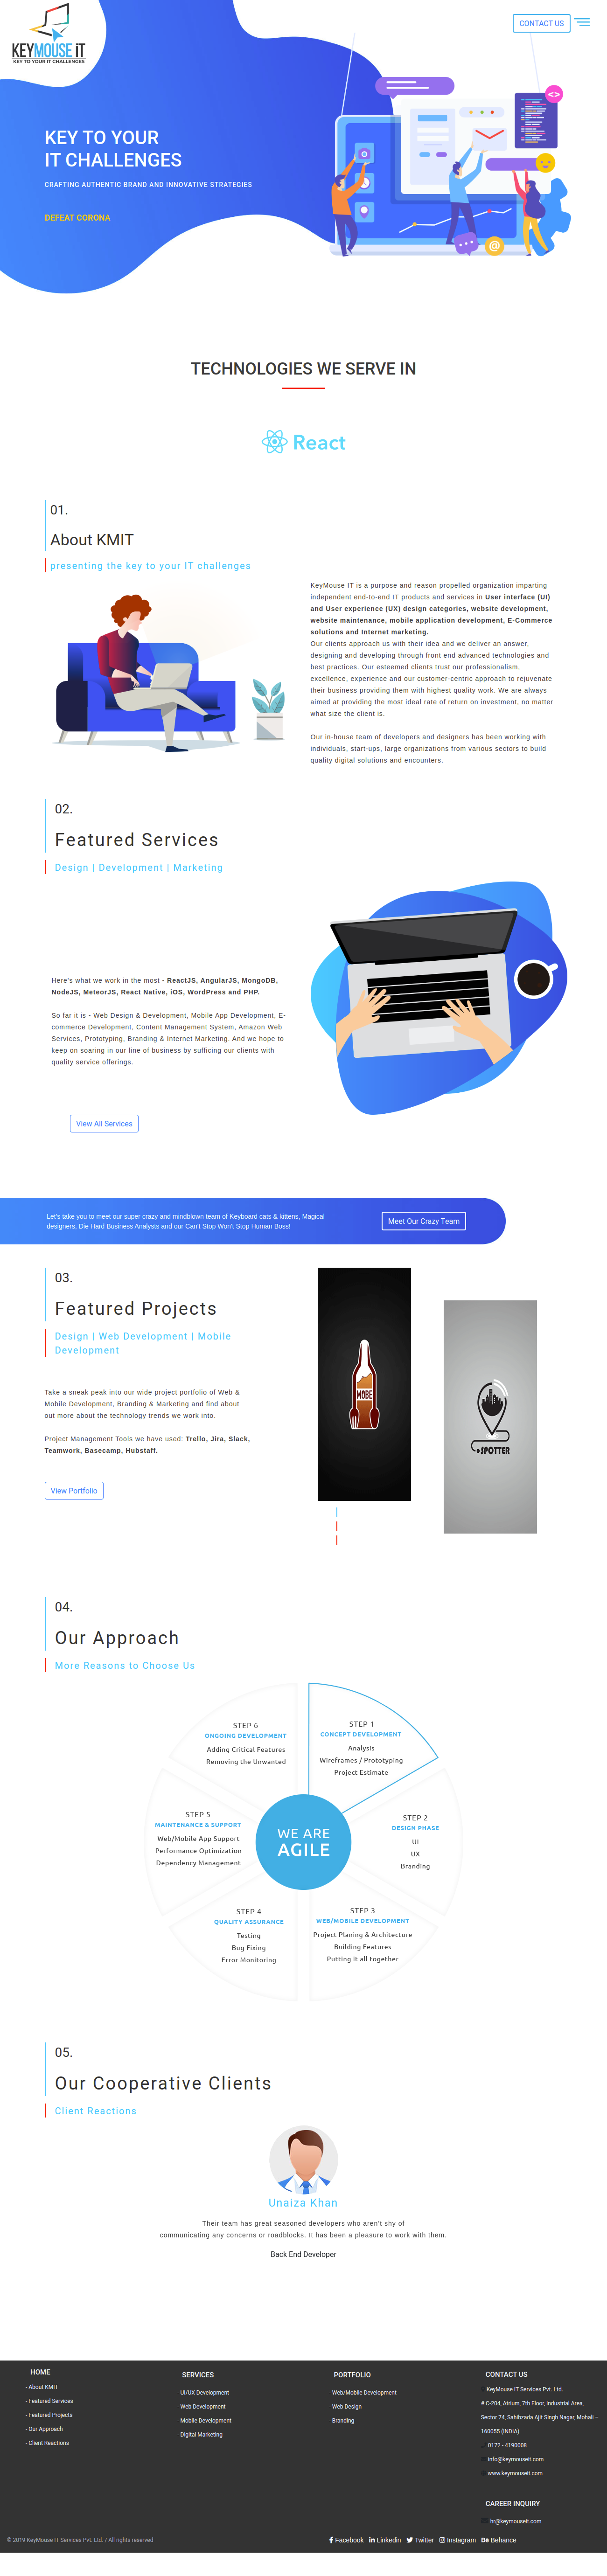 KEYMOUSE iT
KEY TO YOUR IT CHALLENGES
CONTACT US
KEY TO YOUR
IT CHALLENGES
CRAFTING AUTHENTIC BRAND AND INNOVATIVE STRATEGIES
DEFEAT CORONA
TECHNOLOGIES WE SERVE IN
React
01.
About KMIT
presenting the key to your IT challenges
KeyMouse IT is a purpose and reason propelled organization imparting
independent end-to-end IT products and services in User interface (UI)
and User experience (UX) design categories, website development,
website maintenance, mobile application development, E-Commerce
solutions and Internet marketing.
Our clients approach us with their idea and we deliver an answer,
designing and developing through front end advanced technologies and
best practices. Our esteemed clients trust our professionalism,
excellence, experience and our customer-centric approach to rejuvenate
their business providing them with highest quality work. We are always
aimed at providing the most ideal rate of return on investment, no matter
what size the client is.
Our in-house team of developers and designers has been working with
individuals, start-ups, large organizations from various sectors to build
quality digital solutions and encounters.
02.
Featured Services
Design | Development | Marketing
Here's what we work in the most - ReactJS, AngularJS, MongoDB,
NodeJS, MeteorJS, React Native, iOS, WordPress and PHP.
So far it is - Web Design & Development, Mobile App Development, E-
commerce Development, Content Management System, Amazon Web
Services, Prototyping, Branding & Internet Marketing. And we hope to
keep on soaring in our line of business by sufficing our clients with
quality service offerings.
View All Services
Let's take you to meet our super crazy and mindblown team of Keyboard cats & kittens, Magical
designers, Die Hard Business Analysts and our Can't Stop Won't Stop Human Boss!
Meet Our Crazy Team
03.
Featured Projects
Design | Web Development | Mobile
Development
Take a sneak peak into our wide project portfolio of Web &
Mobile Development, Branding & Marketing and find about
out more about the technology trends we work into.
Project Management Tools we have used: Trello, Jira, Slack,
Teamwork, Basecamp, Hubstaff.
View Portfolio
MOBE
SPOTTER
04.
Our Approach
More Reasons to Choose Us
STEP 1
CONCEPT DEVELOPMENT
Analysis
Wireframes / Prototyping
Project Estimate
STEP 2
DESIGN PHASE
UI
UX
Branding
STEP 3
WEB/MOBILE DEVELOPMENT
Project Planing & Architecture
Building Features
Putting it all together
STEP 4
QUALITY ASSURANCE
Testing
Bug Fixing
Error Monitoring
STEP 5
MAINTENANCE & SUPPORT
Web/Mobile App Support
Performance Optimization
Dependency Management
STEP 6
ONGOING DEVELOPMENT
Adding Critical Features
Removing the Unwanted
WE ARE
AGILE
05.
Our Cooperative Clients
Client Reactions
Unaiza Khan
Their team has great seasoned developers who aren't shy of
communicating any concerns or roadblocks. It has been a pleasure to work with them.
Back End Developer
HOME
- About KMIT
- Featured Services
- Featured Projects
- Our Approach
- Client Reactions
SERVICES
- UI/UX Development
- Web Development
- Mobile Development
- Digital Marketing
PORTFOLIO
- Web/Mobile Development
- Web Design
- Branding
CONTACT US
KeyMouse IT Services Pvt. Ltd.
# C-204, Atrium, 7th Floor, Industrial Area,
Sector 74, Sahibzada Ajit Singh Nagar, Mohali –
160055 (INDIA)
0172 - 4190008
info@keymouseit.com
www.keymouseit.com
CAREER INQUIRY
hr@keymouseit.com
© 2019 KeyMouse IT Services Pvt. Ltd. / All rights reserved
Facebook Linkedin Twitter Instagram Behance